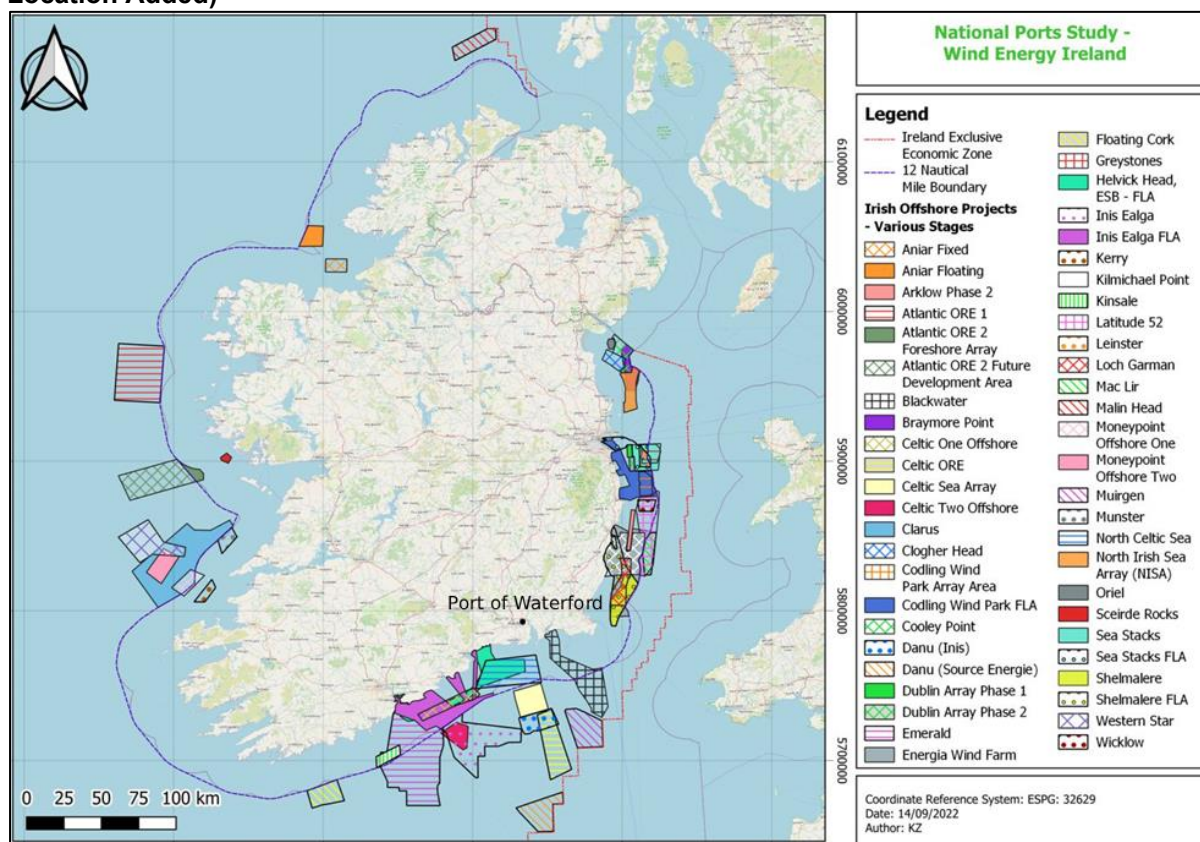 Location Added)
National Ports Study -
Wind Energy Ireland
Legend
Ireland Exclusive
Economic Zone
12 Nautical
Mile Boundary
Irish Offshore Projects
- Various Stages
Aniar Fixed
Aniar Floating
Arklow Phase 2
Atlantic ORE 1
Atlantic ORE 2
Foreshore Array
Atlantic ORE 2 Future
Development Area
Blackwater
Braymore Point
Celtic One Offshore
Celtic ORE
Celtic Sea Array
Celtic Two Offshore
Clarus
Clogher Head
Codling Wind
Park Array Area
Codling Wind Park FLA
Cooley Point
Danu (Inis)
Danu (Source Energie)
Dublin Array Phase 1
Dublin Array Phase 2
Emerald
Energia Wind Farm
Floating Cork
Greystones
Helvick Head,
ESB - FLA
Inis Ealga
Inis Ealga FLA
Kerry
Kilmichael Point
Kinsale
Latitude 52
Leinster
Loch Garman
Mac Lir
Malin Head
Moneypoint
Offshore One
Moneypoint
Offshore Two
Muirgen
Munster
North Celtic Sea
North Irish Sea
Array (NISA)
Oriel
Sceirde Rocks
Sea Stacks
Sea Stacks FLA
Shelmalere
Shelmalere FLA
Western Star
Wicklow
6100000
6000000
5900000
5800000
5700000
Port of Waterford
0 25 50 75 100 km
Coordinate Reference System: ESPG: 32629
Date: 14/09/2022
Author: KZ